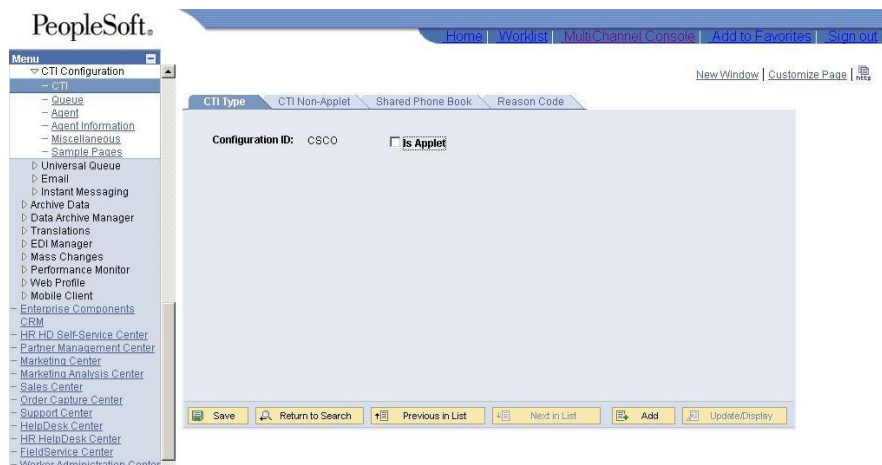 PeopleSoft.
Home | Worklist | MultiChannel Console | Add to Favorites | Sign out
Menu
CTI Configuration
– CTI
– Queue
– Agent
– Agent Information
– Miscellaneous
– Sample Pages
Universal Queue
Email
Instant Messaging
Archive Data
Data Archive Manager
Translations
EDI Manager
Mass Changes
Performance Monitor
Web Profile
Mobile Client
– Enterprise Components
CRM
– HR HD Self-Service Center
– Partner Management Center
– Marketing Center
– Marketing Analysis Center
– Sales Center
– Order Capture Center
– Support Center
– HelpDesk Center
– HR HelpDesk Center
– FieldService Center
– Worker Administration Center
New Window | Customize Page | http
CTI Type CTI Non-Applet Shared Phone Book Reason Code
Configuration ID: CSCO Is Applet
Save Return to Search Previous in List Next in List Add Update/Display